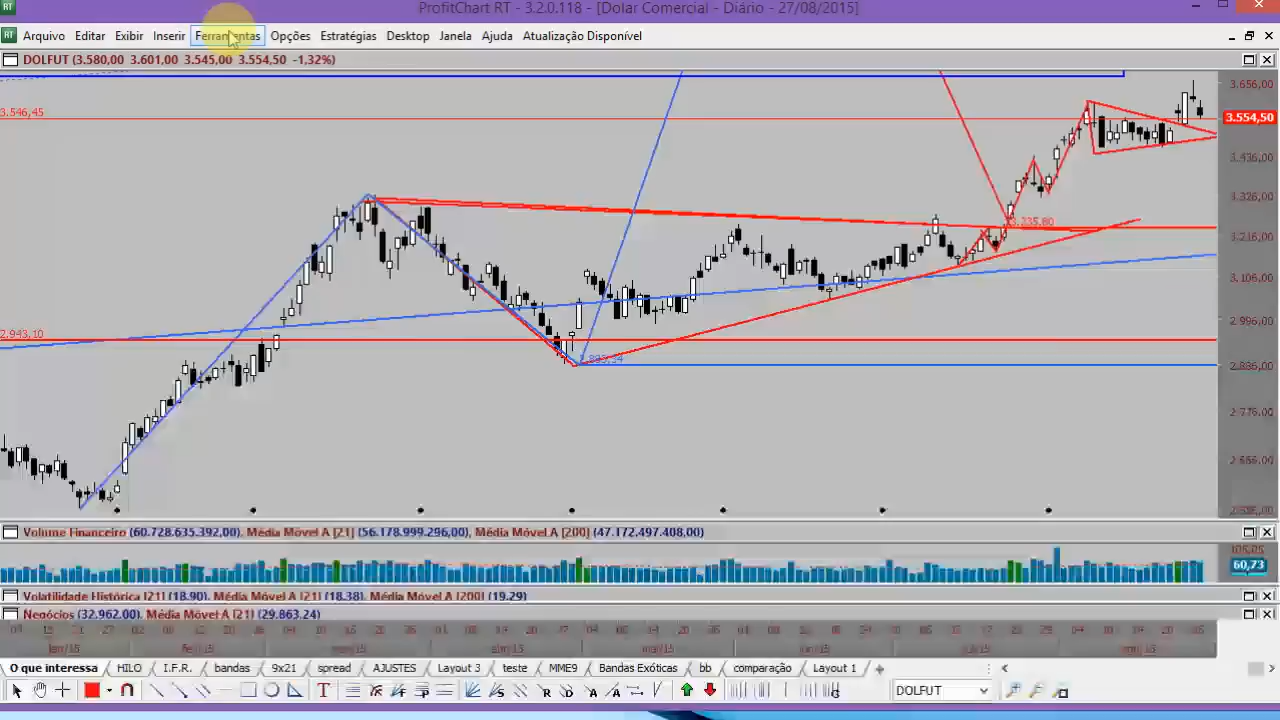 RT ProfitChart RT - 3.2.0.118 - [Dolar Comercial - Diário - 27/08/2015]
RT Arquivo Editar Exibir Inserir Ferramentas Opções Estratégias Desktop Janela Ajuda Atualização Disponível
DOLFUT (3.580,00 3.601,00 3.545,00 3.554,50 -1,32%)
3.656,00
3.546,45
3.554,50
3.436,00
3.326,00
3.235,80
3.216,00
3.106,00
2.996,00
2.943,10
2.886,00
2.776,00
Volume Financeiro (60.728.635.392,00), Média Móvel A [21] (56.178.999.296,00), Média Móvel A [200] (47.172.497.408,00)
60,73
Volatilidade Histórica [21] (18.90), Média Móvel A [21] (18.38), Média Móvel A [200] (19.29)
Negócios (32.962.00), Média Móvel A [21] (29.863.24)
O que interessa HILO I.F.R. bandas 9x21 spread AJUSTES Layout 3 teste MME9 Bandas Exóticas bb comparação Layout 1
DOLFUT